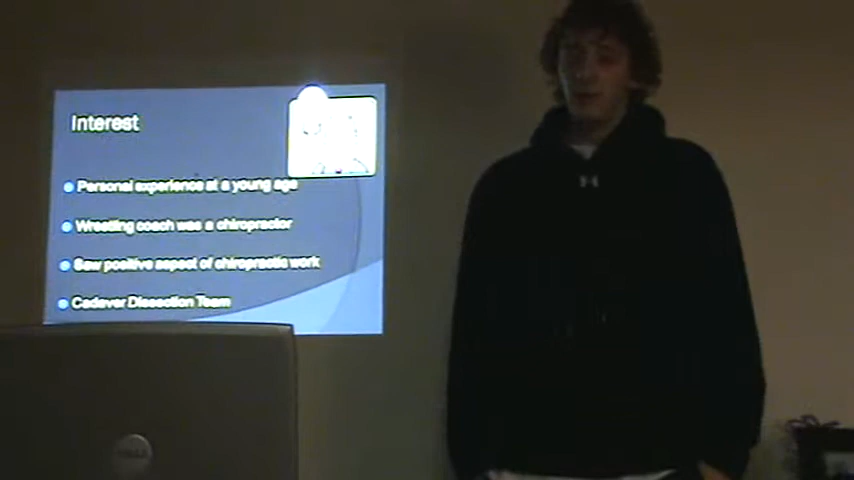 Interest
Personal experience at a young age
Wrestling coach was a chiropractor
Saw positive aspect of chiropractic work
Cadaver Dissection Team
DELL